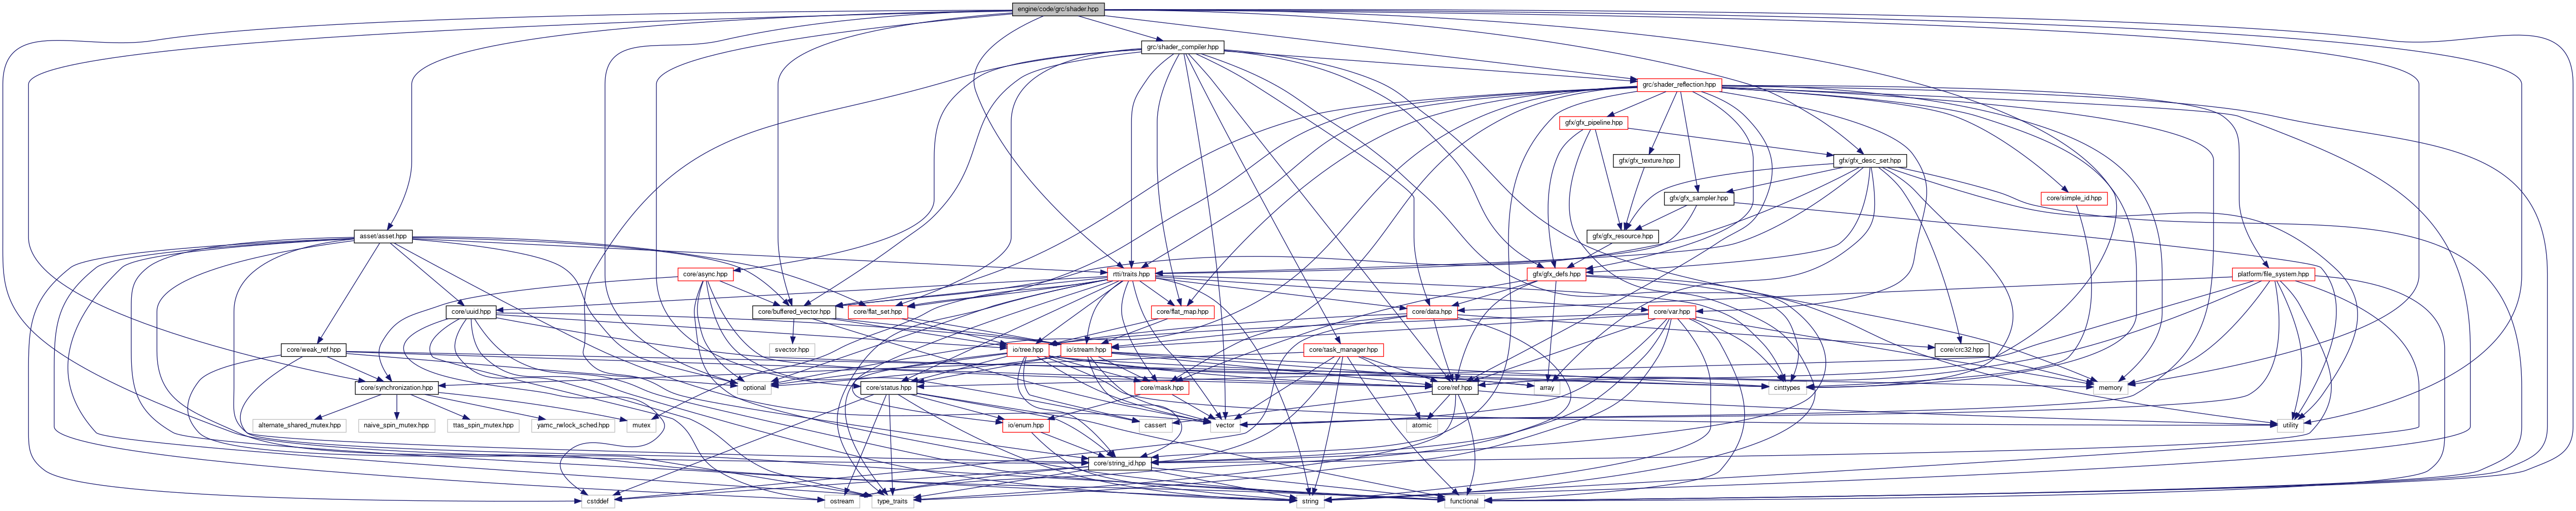 engine/code/grc/shader.hpp
grc/shader_compiler.hpp
grc/shader_reflection.hpp
gfx/gfx_pipeline.hpp
gfx/gfx_texture.hpp
gfx/gfx_desc_set.hpp
gfx/gfx_sampler.hpp
core/simple_id.hpp
asset/asset.hpp
gfx/gfx_resource.hpp
core/async.hpp
rtti/traits.hpp
gfx/gfx_defs.hpp
platform/file_system.hpp
core/uuid.hpp
core/buffered_vector.hpp
core/flat_set.hpp
core/flat_map.hpp
core/data.hpp
core/var.hpp
core/weak_ref.hpp
svector.hpp
io/tree.hpp
io/stream.hpp
core/task_manager.hpp
core/crc32.hpp
core/synchronization.hpp
optional
core/status.hpp
core/mask.hpp
core/ref.hpp
array
cinttypes
memory
alternate_shared_mutex.hpp
naive_spin_mutex.hpp
ttas_spin_mutex.hpp
yamc_rwlock_sched.hpp
mutex
io/enum.hpp
cassert
vector
atomic
utility
core/string_id.hpp
cstddef
ostream
type_traits
string
functional